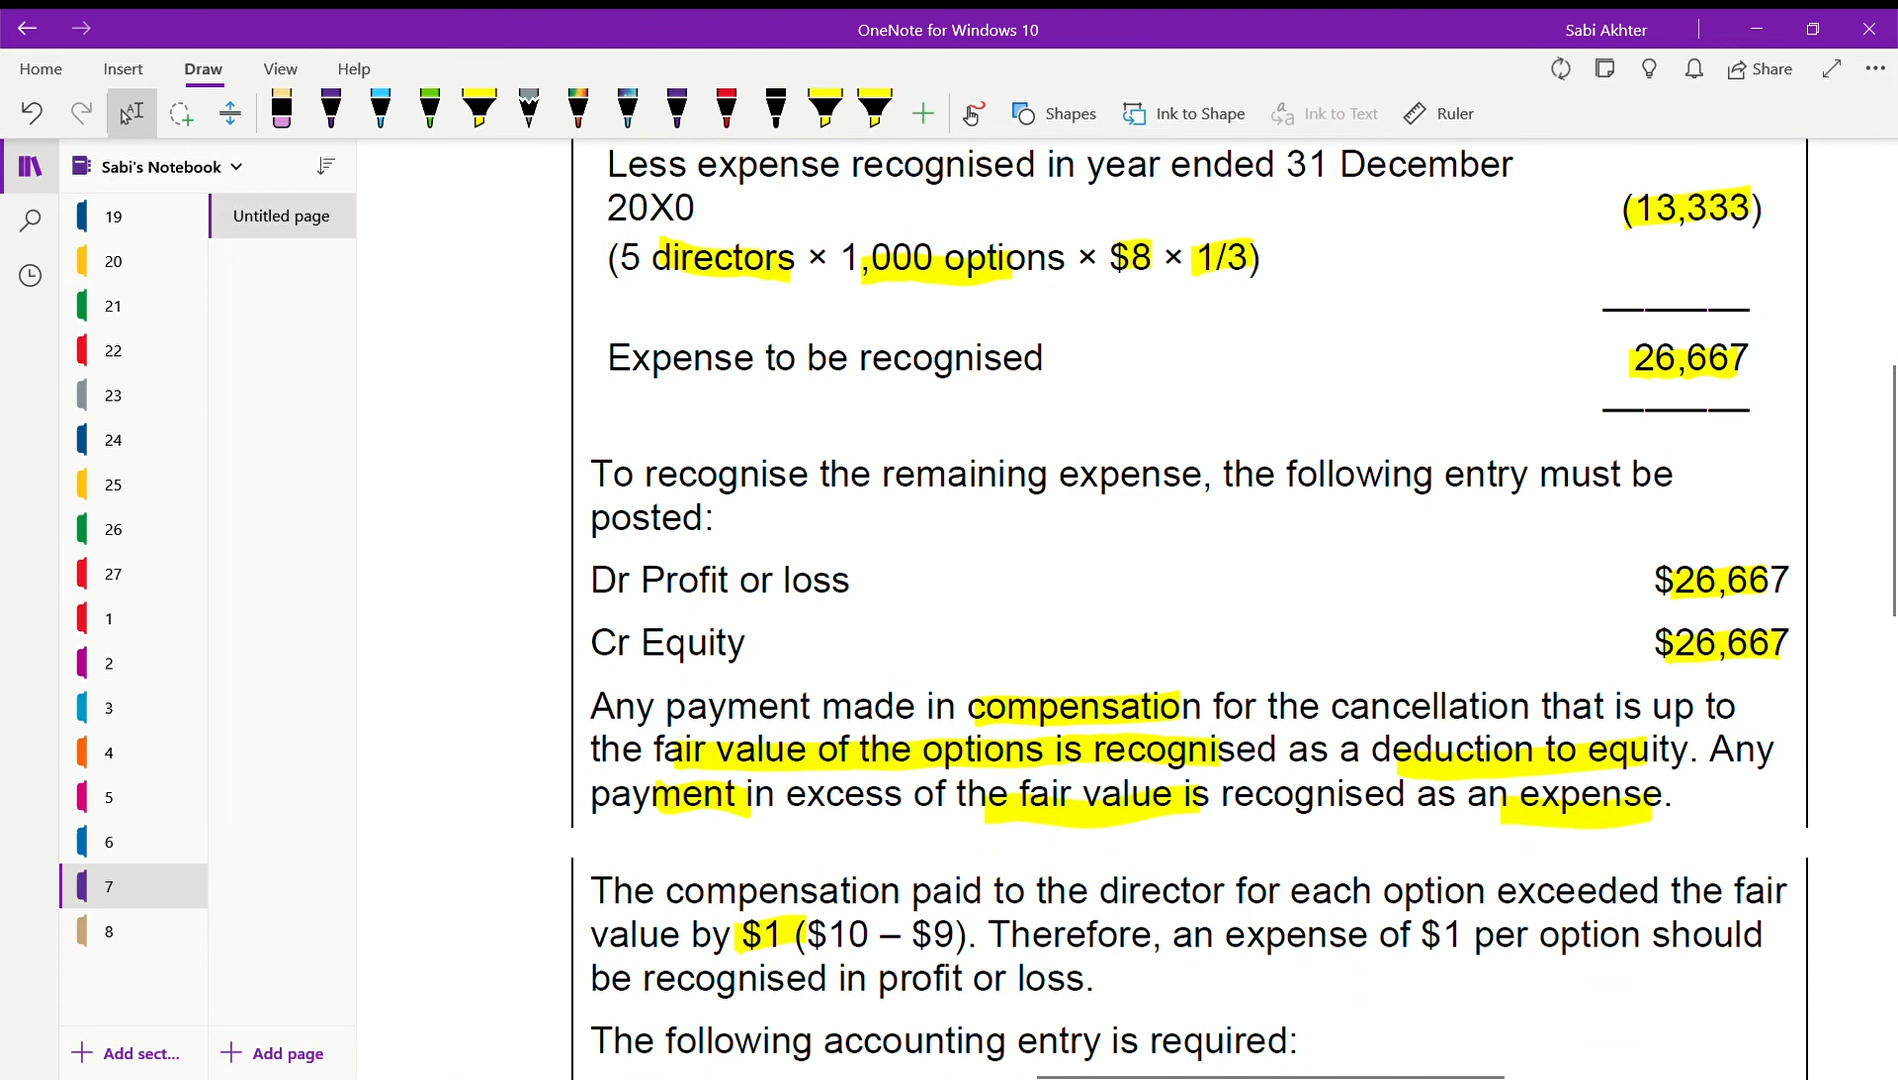 OneNote for Windows 10
Sabi Akhter
Home Insert Draw View Help
Share
Shapes
Ink to Shape
Ink to Text
Ruler
Sabi's Notebook
19
20
21
22
23
24
25
26
27
1
2
3
4
5
6
7
8
Add sect...
Untitled page
Add page
Less expense recognised in year ended 31 December
20X0 (13,333)
(5 directors × 1,000 options × $8 × 1/3)
Expense to be recognised 26,667
To recognise the remaining expense, the following entry must be
posted:
Dr Profit or loss $26,667
Cr Equity $26,667
Any payment made in compensation for the cancellation that is up to
the fair value of the options is recognised as a deduction to equity. Any
payment in excess of the fair value is recognised as an expense.
The compensation paid to the director for each option exceeded the fair
value by $1 ($10 – $9). Therefore, an expense of $1 per option should
be recognised in profit or loss.
The following accounting entry is required: